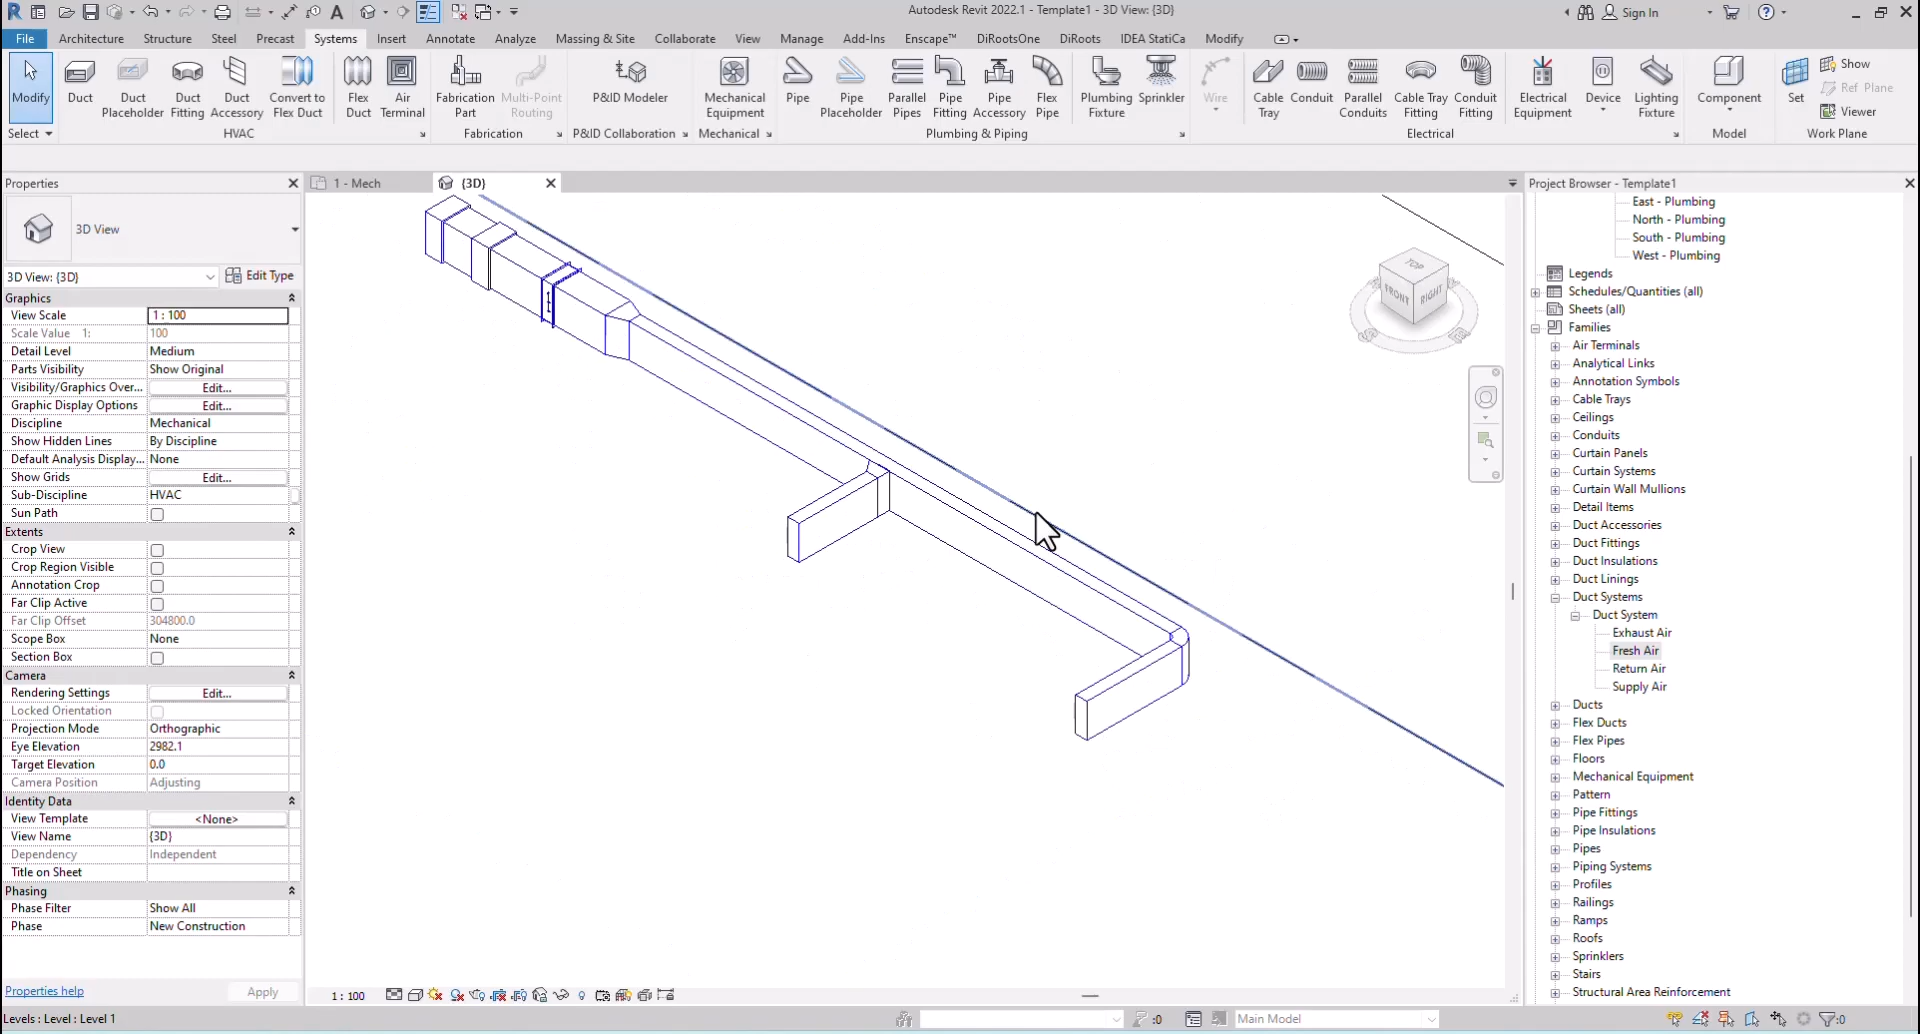 Autodesk Revit 2022.1 - Template1 - 3D View: {3D}
Sign In
File Architecture Structure Steel Precast Systems Insert Annotate Analyze Massing & Site Collaborate View Manage Add-Ins Enscape™ DiRootsOne DiRoots IDEA StatiCa Modify
Modify
Duct
Duct Placeholder
Duct Fitting
Duct Accessory
Convert to Flex Duct
Flex Duct
Air Terminal
Fabrication Part
Multi-Point Routing
P&ID Modeler
Mechanical Equipment
Pipe
Pipe Placeholder
Parallel Pipes
Pipe Fitting
Pipe Accessory
Flex Pipe
Plumbing Fixture
Sprinkler
Wire
Cable Tray
Conduit
Parallel Conduits
Cable Tray Fitting
Conduit Fitting
Electrical Equipment
Device
Lighting Fixture
Component
Set
Show
Ref Plane
Viewer
Select HVAC Fabrication P&ID Collaboration Mechanical Plumbing & Piping Electrical Model Work Plane
Properties
1 - Mech
{3D}
Project Browser - Template1
3D View
3D View: {3D}
Edit Type
Graphics
View Scale 1 : 100
Scale Value 1: 100
Detail Level Medium
Parts Visibility Show Original
Visibility/Graphics Over... Edit...
Graphic Display Options Edit...
Discipline Mechanical
Show Hidden Lines By Discipline
Default Analysis Display... None
Show Grids Edit...
Sub-Discipline HVAC
Sun Path
Extents
Crop View
Crop Region Visible
Annotation Crop
Far Clip Active
Far Clip Offset 304800.0
Scope Box None
Section Box
Camera
Rendering Settings Edit...
Locked Orientation
Projection Mode Orthographic
Eye Elevation 2982.1
Target Elevation 0.0
Camera Position Adjusting
Identity Data
View Template <None>
View Name {3D}
Dependency Independent
Title on Sheet
Phasing
Phase Filter Show All
Phase New Construction
Properties help
Apply
TOP
FRONT
RIGHT
East - Plumbing
North - Plumbing
South - Plumbing
West - Plumbing
Legends
Schedules/Quantities (all)
Sheets (all)
Families
Air Terminals
Analytical Links
Annotation Symbols
Cable Trays
Ceilings
Conduits
Curtain Panels
Curtain Systems
Curtain Wall Mullions
Detail Items
Duct Accessories
Duct Fittings
Duct Insulations
Duct Linings
Duct Systems
Duct System
Exhaust Air
Fresh Air
Return Air
Supply Air
Ducts
Flex Ducts
Flex Pipes
Floors
Mechanical Equipment
Pattern
Pipe Fittings
Pipe Insulations
Pipes
Piping Systems
Profiles
Railings
Ramps
Roofs
Sprinklers
Stairs
Structural Area Reinforcement
1 : 100
Levels : Level : Level 1
:0
Main Model
:0